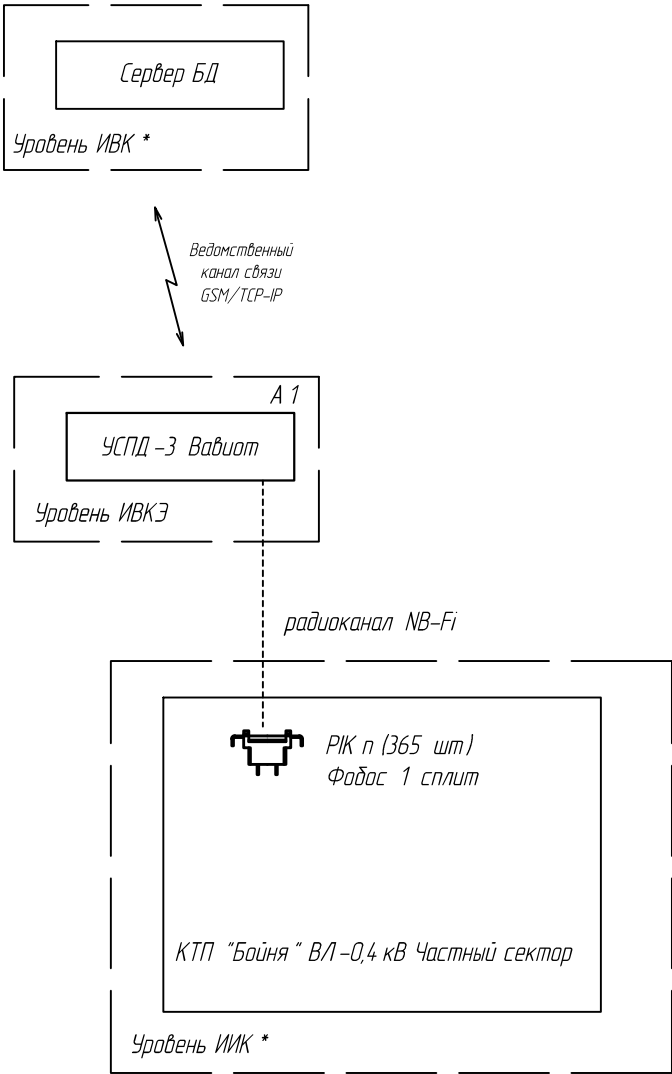 Сервер БД
Уровень ИВК *
Ведомственный
канал связи
GSM/TCP-IP
А 1
УСПД -3 Вавиот
Уровень ИВКЭ
радиоканал NB-Fi
PIK n (365 шт)
Фобос 1 сплит
КТП "Бойня" ВЛ-0,4 кВ Частный сектор
Уровень ИИК *